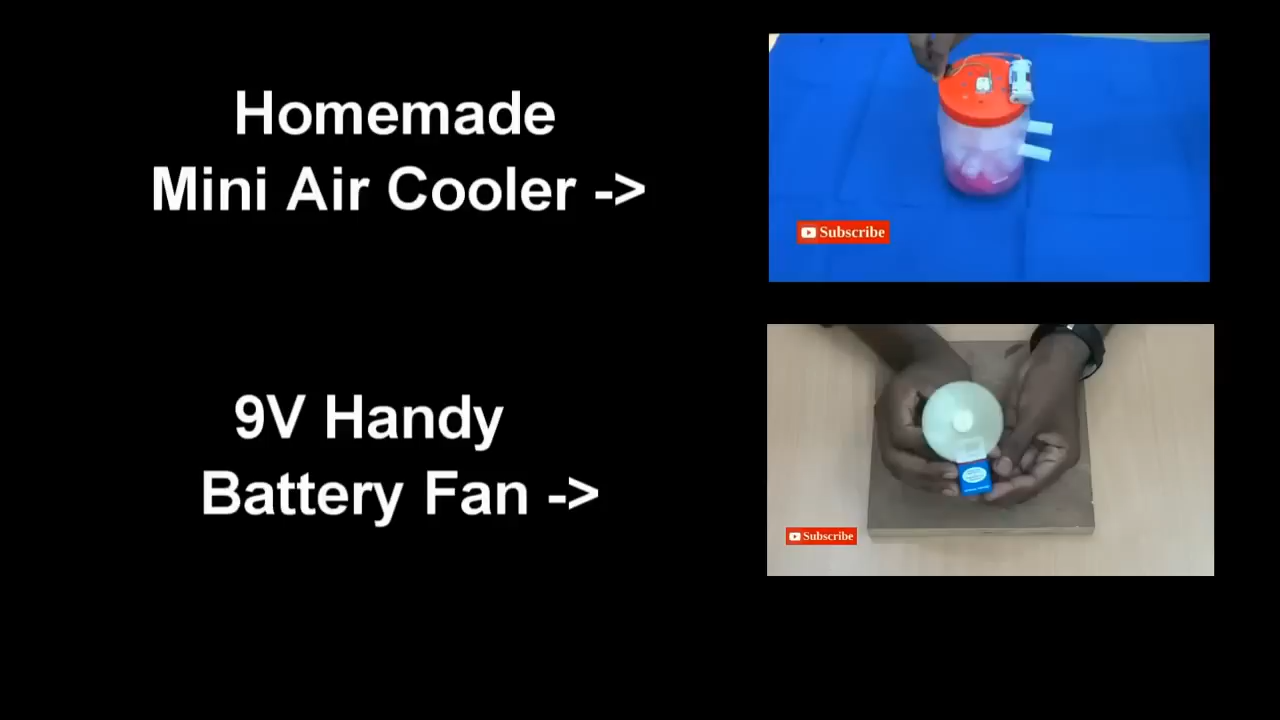 Homemade
Mini Air Cooler ->
Subscribe
9V Handy
Battery Fan ->
Subscribe